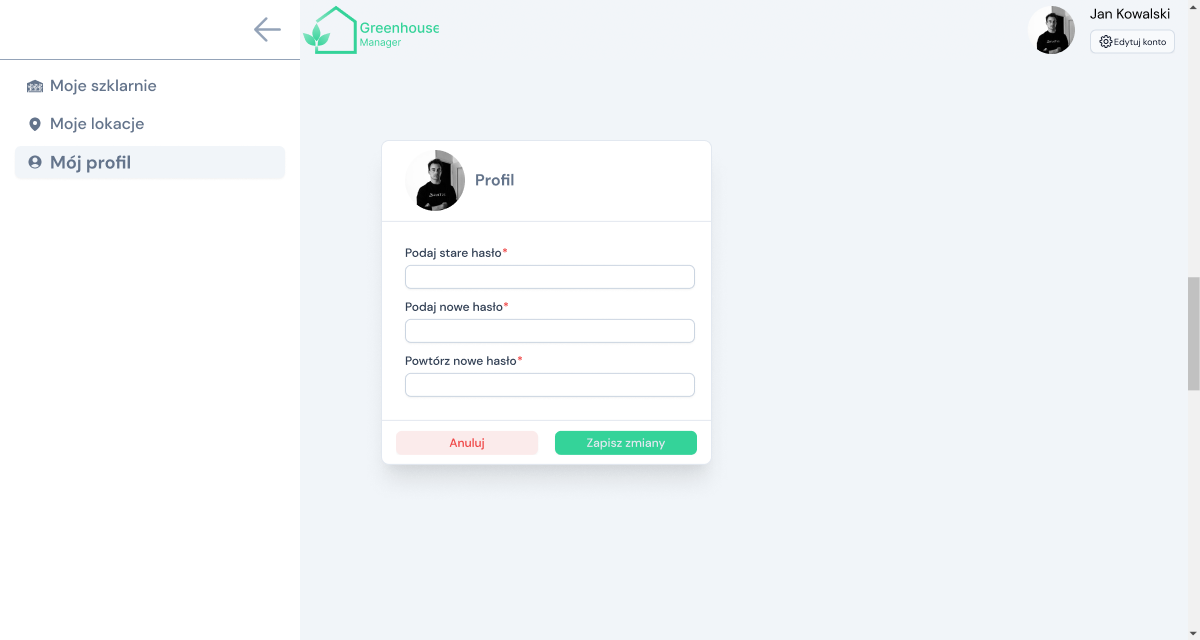 Greenhouse
Manager
Jan Kowalski
Edytuj konto
Moje szklarnie
Moje lokacje
Mój profil
Profil
Podaj stare hasło*
Podaj nowe hasło*
Powtórz nowe hasło*
Anuluj
Zapisz zmiany